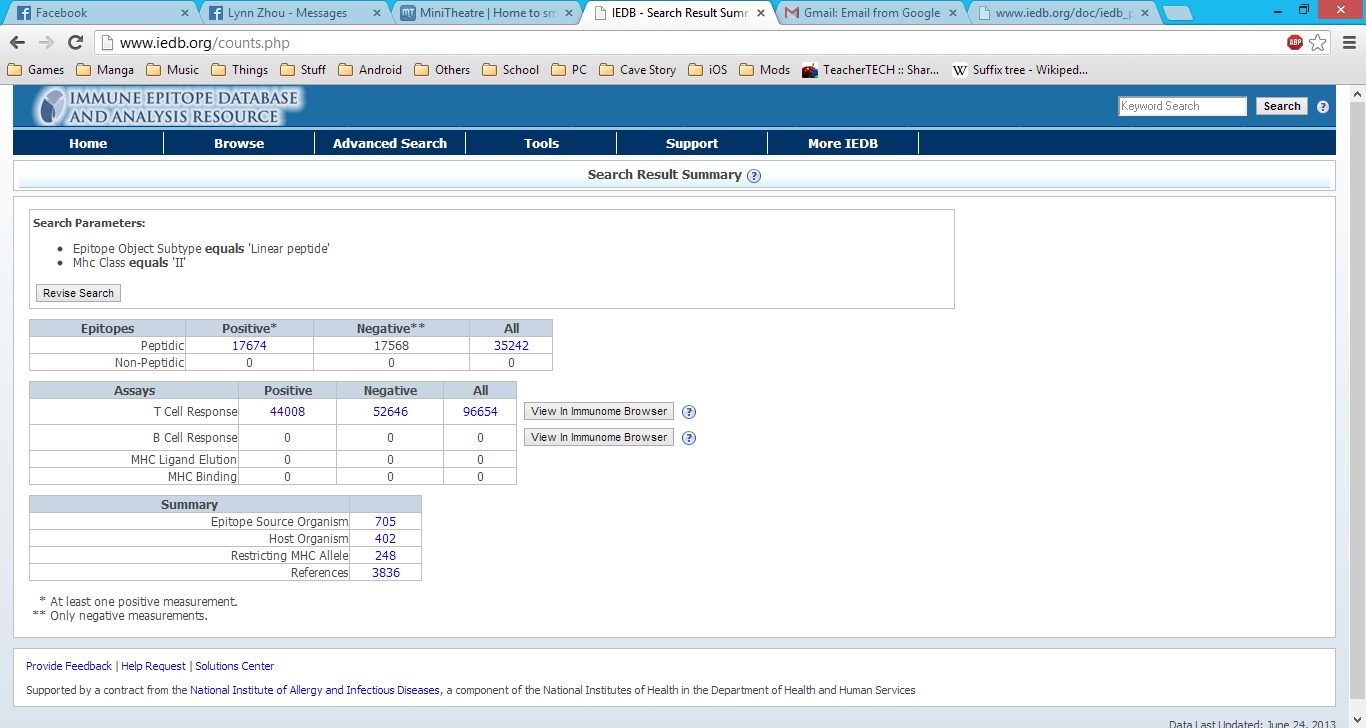 Facebook
Lynn Zhou - Messages
MiniTheatre | Home to sm
IEDB - Search Result Summ
Gmail: Email from Google
www.iedb.org/doc/iedb_p
www.iedb.org/counts.php
ABP
Games Manga Music Things Stuff Android Others School PC Cave Story iOS Mods TeacherTECH :: Shar... W Suffix tree - Wikiped...
IMMUNE EPITOPE DATABASE
AND ANALYSIS RESOURCE
Keyword Search Search ?
Home Browse Advanced Search Tools Support More IEDB
Search Result Summary ?
Search Parameters:
• Epitope Object Subtype equals 'Linear peptide'
• Mhc Class equals 'II'
Revise Search
Epitopes Positive* Negative** All
Peptidic 17674 17568 35242
Non-Peptidic 0 0 0
Assays Positive Negative All
T Cell Response 44008 52646 96654 View In Immunome Browser ?
B Cell Response 0 0 0 View In Immunome Browser ?
MHC Ligand Elution 0 0 0
MHC Binding 0 0 0
Summary
Epitope Source Organism 705
Host Organism 402
Restricting MHC Allele 248
References 3836
* At least one positive measurement.
** Only negative measurements.
Provide Feedback | Help Request | Solutions Center
Supported by a contract from the National Institute of Allergy and Infectious Diseases, a component of the National Institutes of Health in the Department of Health and Human Services
Data Last Updated: June 24, 2013